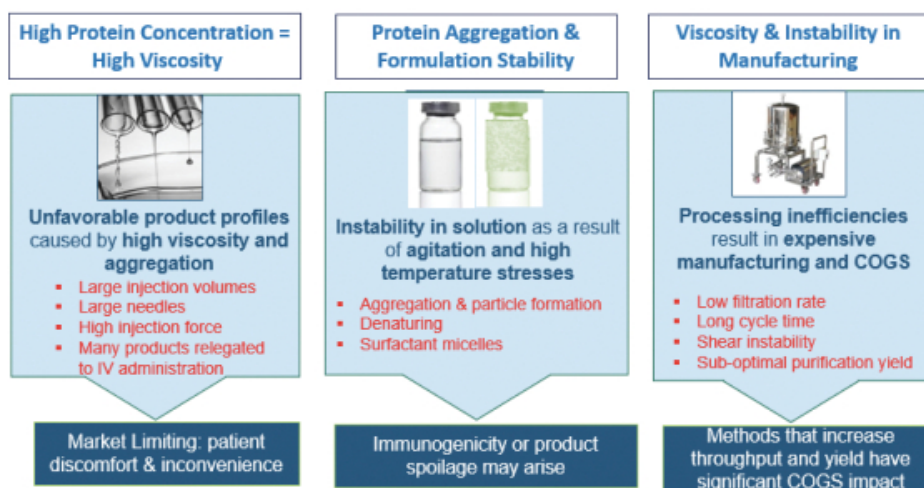 High Protein Concentration =
High Viscosity
Unfavorable product profiles
caused by high viscosity and
aggregation
▪ Large injection volumes
▪ Large needles
▪ High injection force
▪ Many products relegated
to IV administration
Market Limiting: patient
discomfort & inconvenience
Protein Aggregation &
Formulation Stability
Instability in solution as a result
of agitation and high
temperature stresses
▪ Aggregation & particle formation
▪ Denaturing
▪ Surfactant micelles
Immunogenicity or product
spoilage may arise
Viscosity & Instability in
Manufacturing
Processing inefficiencies
result in expensive
manufacturing and COGS
▪ Low filtration rate
▪ Long cycle time
▪ Shear instability
▪ Sub-optimal purification yield
Methods that increase
throughput and yield have
significant COGS impact